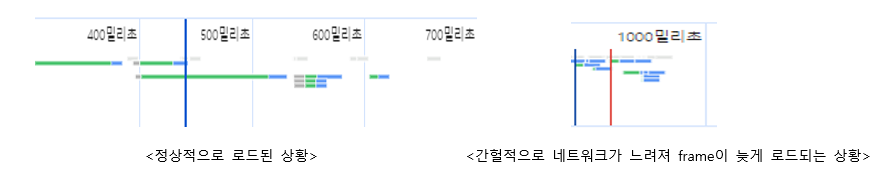 400밀리초 500밀리초 600밀리초 700밀리초 1000밀리초
<정상적으로 로드된 상황> <간헐적으로 네트워크가 느려져 frame이 늦게 로드되는 상황>